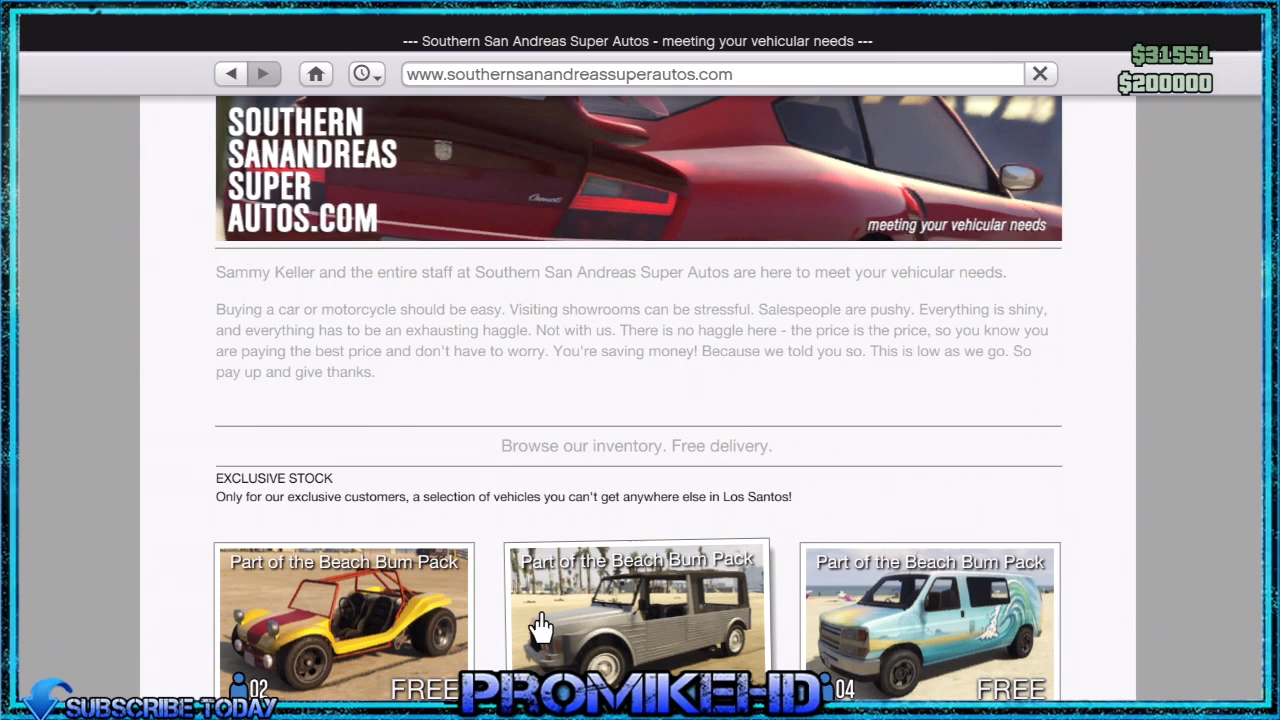 --- Southern San Andreas Super Autos - meeting your vehicular needs ---
$31551
www.southernsanandreassuperautos.com
$200000
SOUTHERN
SANANDREAS
SUPER
AUTOS.COM
meeting your vehicular needs
Sammy Keller and the entire staff at Southern San Andreas Super Autos are here to meet your vehicular needs.
Buying a car or motorcycle should be easy. Visiting showrooms can be stressful. Salespeople are pushy. Everything is shiny,
and everything has to be an exhausting haggle. Not with us. There is no haggle here - the price is the price, so you know you
are paying the best price and don't have to worry. You're saving money! Because we told you so. This is low as we go. So
pay up and give thanks.
Browse our inventory. Free delivery.
EXCLUSIVE STOCK
Only for our exclusive customers, a selection of vehicles you can't get anywhere else in Los Santos!
Part of the Beach Bum Pack
Part of the Beach Bum Pack
Part of the Beach Bum Pack
02
FREE
04
FREE
SUBSCRIBE TODAY
PROMIKEHD